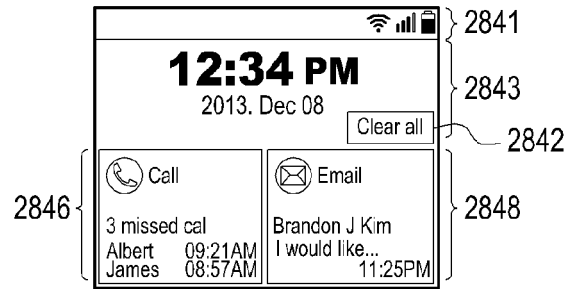 2841
12:34 PM
2843
2013. Dec 08
Clear all
2842
Call
Email
2846
2848
3 missed cal
Brandon J Kim
Albert 09:21AM
I would like...
James 08:57AM
11:25PM